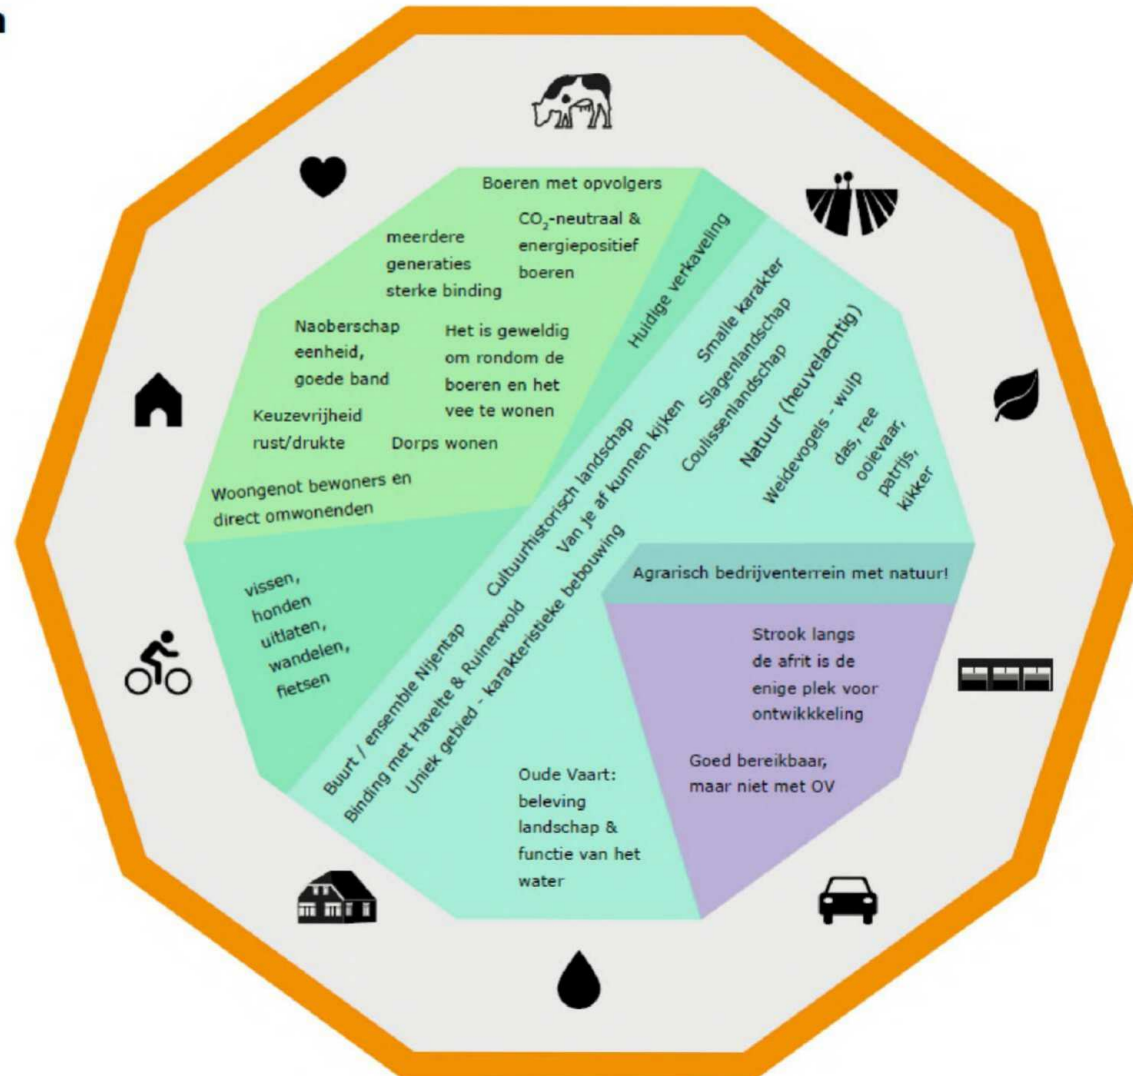 n
Boeren met opvolgers
CO₂-neutraal &
energiepositief
boeren
meerdere
generaties
sterke binding
Naoberschap
eenheid,
goede band
Het is geweldig
om rondom de
boeren en het
vee te wonen
Keuzevrijheid
rust/drukte
Dorps wonen
Woongenot bewoners en
direct omwonenden
Huidige verkaveling
Smalle karakter
Slagenlandschap
Coulissenlandschap
Natuur (heuvelachtig)
Weidevogels - wulp
das, ree
ooievaar,
patrijs,
kikker
Cultuurhistorisch landschap
Van je af kunnen kijken
Buurt / ensemble Nijentap
Binding met Havelte & Ruinerwold
Uniek gebied - karakteristieke bebouwing
vissen,
honden
uitlaten,
wandelen,
fietsen
Agrarisch bedrijventerrein met natuur!
Strook langs
de afrit is de
enige plek voor
ontwikkkeling
Goed bereikbaar,
maar niet met OV
Oude Vaart:
beleving
landschap &
functie van het
water